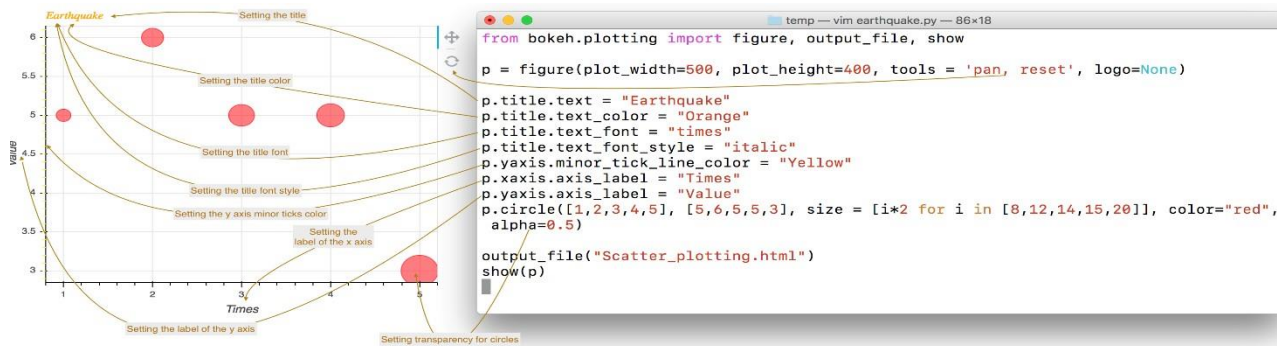 Earthquake
Setting the title
6
5.5
5
4.5
4
3.5
3
value
Setting the title color
Setting the title font
Setting the title font style
Setting the y axis minor ticks color
Setting the
label of the x axis
1
2
3
4
5
Times
Setting the label of the y axis
Setting transparency for circles
temp — vim earthquake.py — 86×18
from bokeh.plotting import figure, output_file, show
p = figure(plot_width=500, plot_height=400, tools = 'pan, reset', logo=None)
p.title.text = "Earthquake"
p.title.text_color = "Orange"
p.title.text_font = "times"
p.title.text_font_style = "italic"
p.yaxis.minor_tick_line_color = "Yellow"
p.xaxis.axis_label = "Times"
p.yaxis.axis_label = "Value"
p.circle([1,2,3,4,5], [5,6,5,5,3], size = [i*2 for i in [8,12,14,15,20]], color="red",
alpha=0.5)
output_file("Scatter_plotting.html")
show(p)